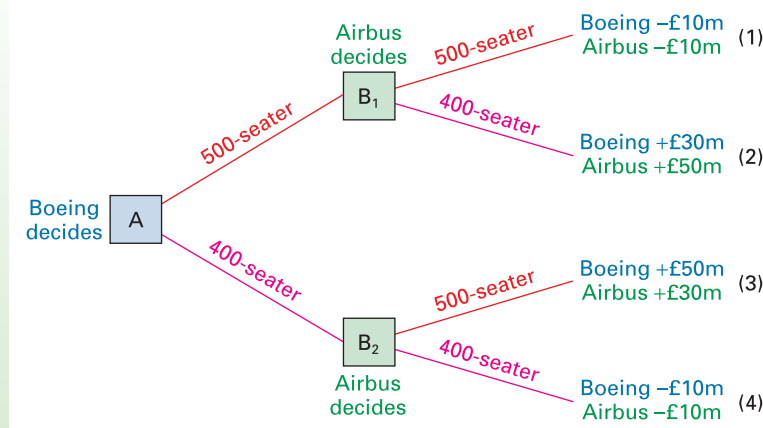 Boeing
decides
A
500-seater
400-seater
Airbus
decides
B₁
500-seater
400-seater
Boeing –£10m
Airbus –£10m
(1)
Boeing +£30m
Airbus +£50m
(2)
B₂
Airbus
decides
500-seater
400-seater
Boeing +£50m
Airbus +£30m
(3)
Boeing –£10m
Airbus –£10m
(4)